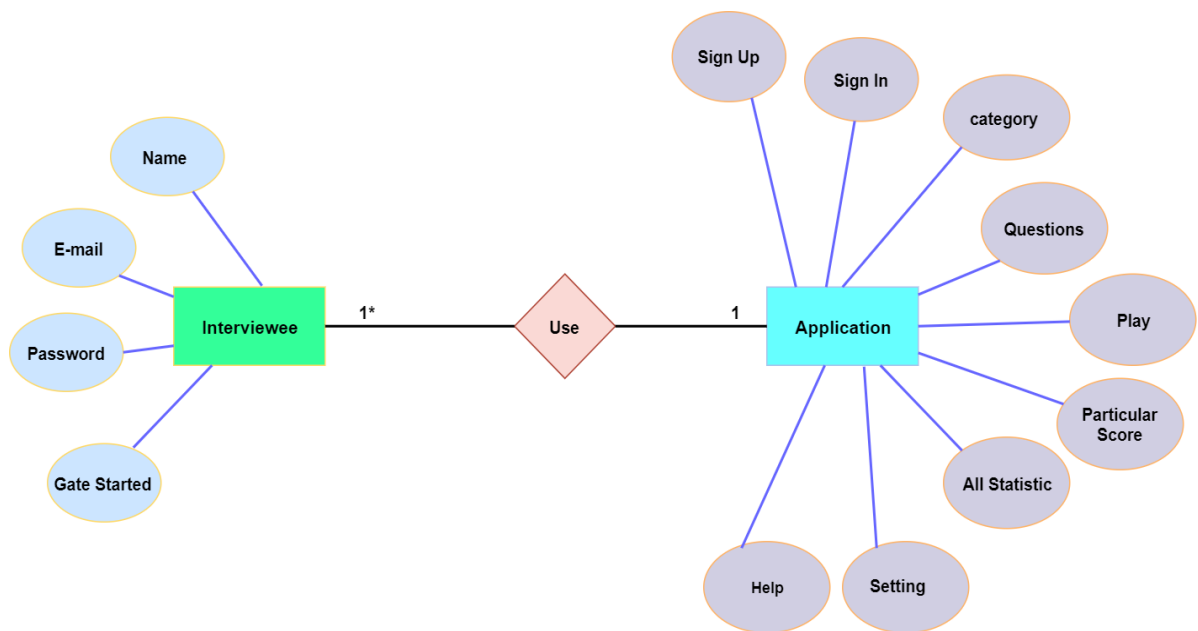 Sign Up
Sign In
category
Name
Questions
E-mail
1*
1
Interviewee
Use
Application
Play
Password
Particular
Score
Gate Started
All Statistic
Help
Setting